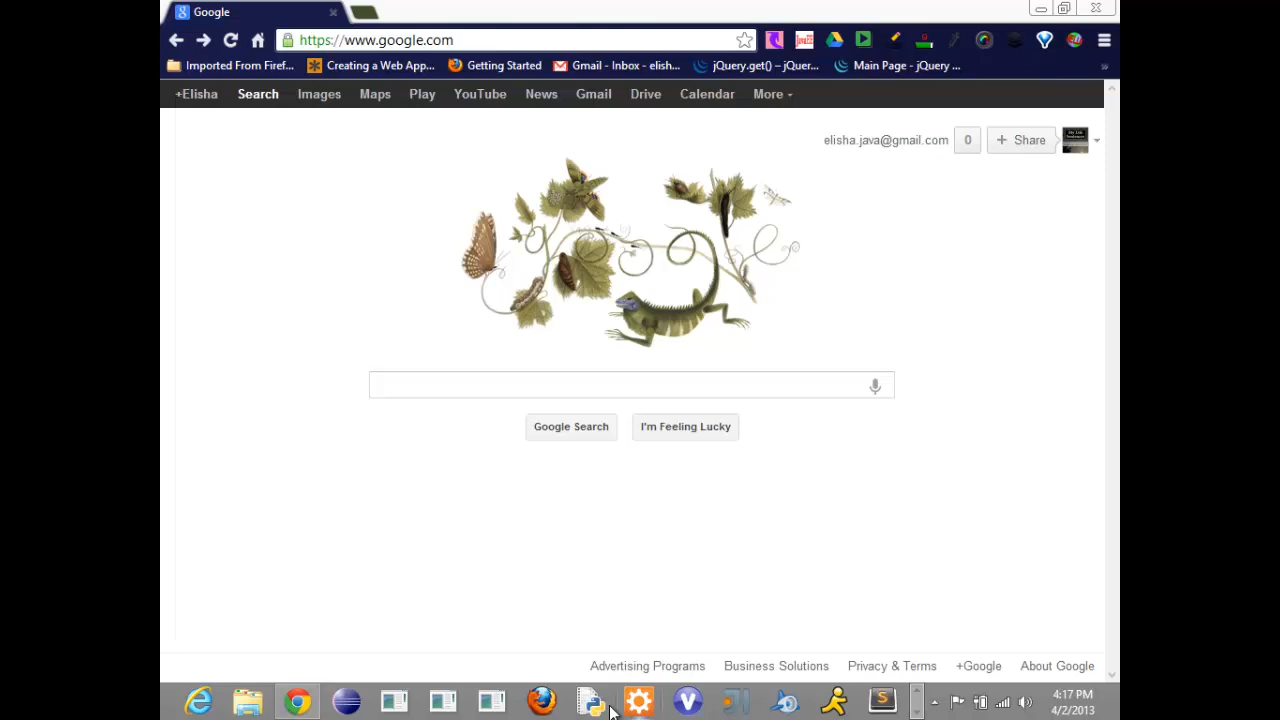 Google
https://www.google.com
Imported From Firef...
Creating a Web App...
Getting Started
Gmail - Inbox - elish...
jQuery.get() – jQuer...
Main Page - jQuery ...
»
+Elisha Search Images Maps Play YouTube News Gmail Drive Calendar More
elisha.java@gmail.com 0 + Share
Google Search I'm Feeling Lucky
Advertising Programs Business Solutions Privacy & Terms +Google About Google
4:17 PM
4/2/2013